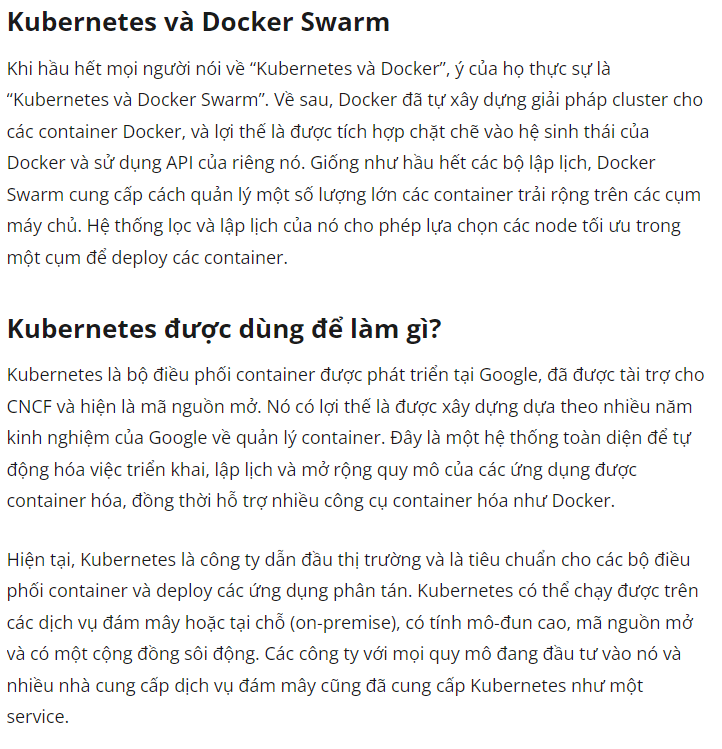 Kubernetes và Docker Swarm
Khi hầu hết mọi người nói về “Kubernetes và Docker”, ý của họ thực sự là
“Kubernetes và Docker Swarm”. Về sau, Docker đã tự xây dựng giải pháp cluster cho
các container Docker, và lợi thế là được tích hợp chặt chẽ vào hệ sinh thái của
Docker và sử dụng API của riêng nó. Giống như hầu hết các bộ lập lịch, Docker
Swarm cung cấp cách quản lý một số lượng lớn các container trải rộng trên các cụm
máy chủ. Hệ thống lọc và lập lịch của nó cho phép lựa chọn các node tối ưu trong
một cụm để deploy các container.
Kubernetes được dùng để làm gì?
Kubernetes là bộ điều phối container được phát triển tại Google, đã được tài trợ cho
CNCF và hiện là mã nguồn mở. Nó có lợi thế là được xây dựng dựa theo nhiều năm
kinh nghiệm của Google về quản lý container. Đây là một hệ thống toàn diện để tự
động hóa việc triển khai, lập lịch và mở rộng quy mô của các ứng dụng được
container hóa, đồng thời hỗ trợ nhiều công cụ container hóa như Docker.
Hiện tại, Kubernetes là công ty dẫn đầu thị trường và là tiêu chuẩn cho các bộ điều
phối container và deploy các ứng dụng phân tán. Kubernetes có thể chạy được trên
các dịch vụ đám mây hoặc tại chỗ (on-premise), có tính mô-đun cao, mã nguồn mở
và có một cộng đồng sôi động. Các công ty với mọi quy mô đang đầu tư vào nó và
nhiều nhà cung cấp dịch vụ đám mây cũng đã cung cấp Kubernetes như một
service.